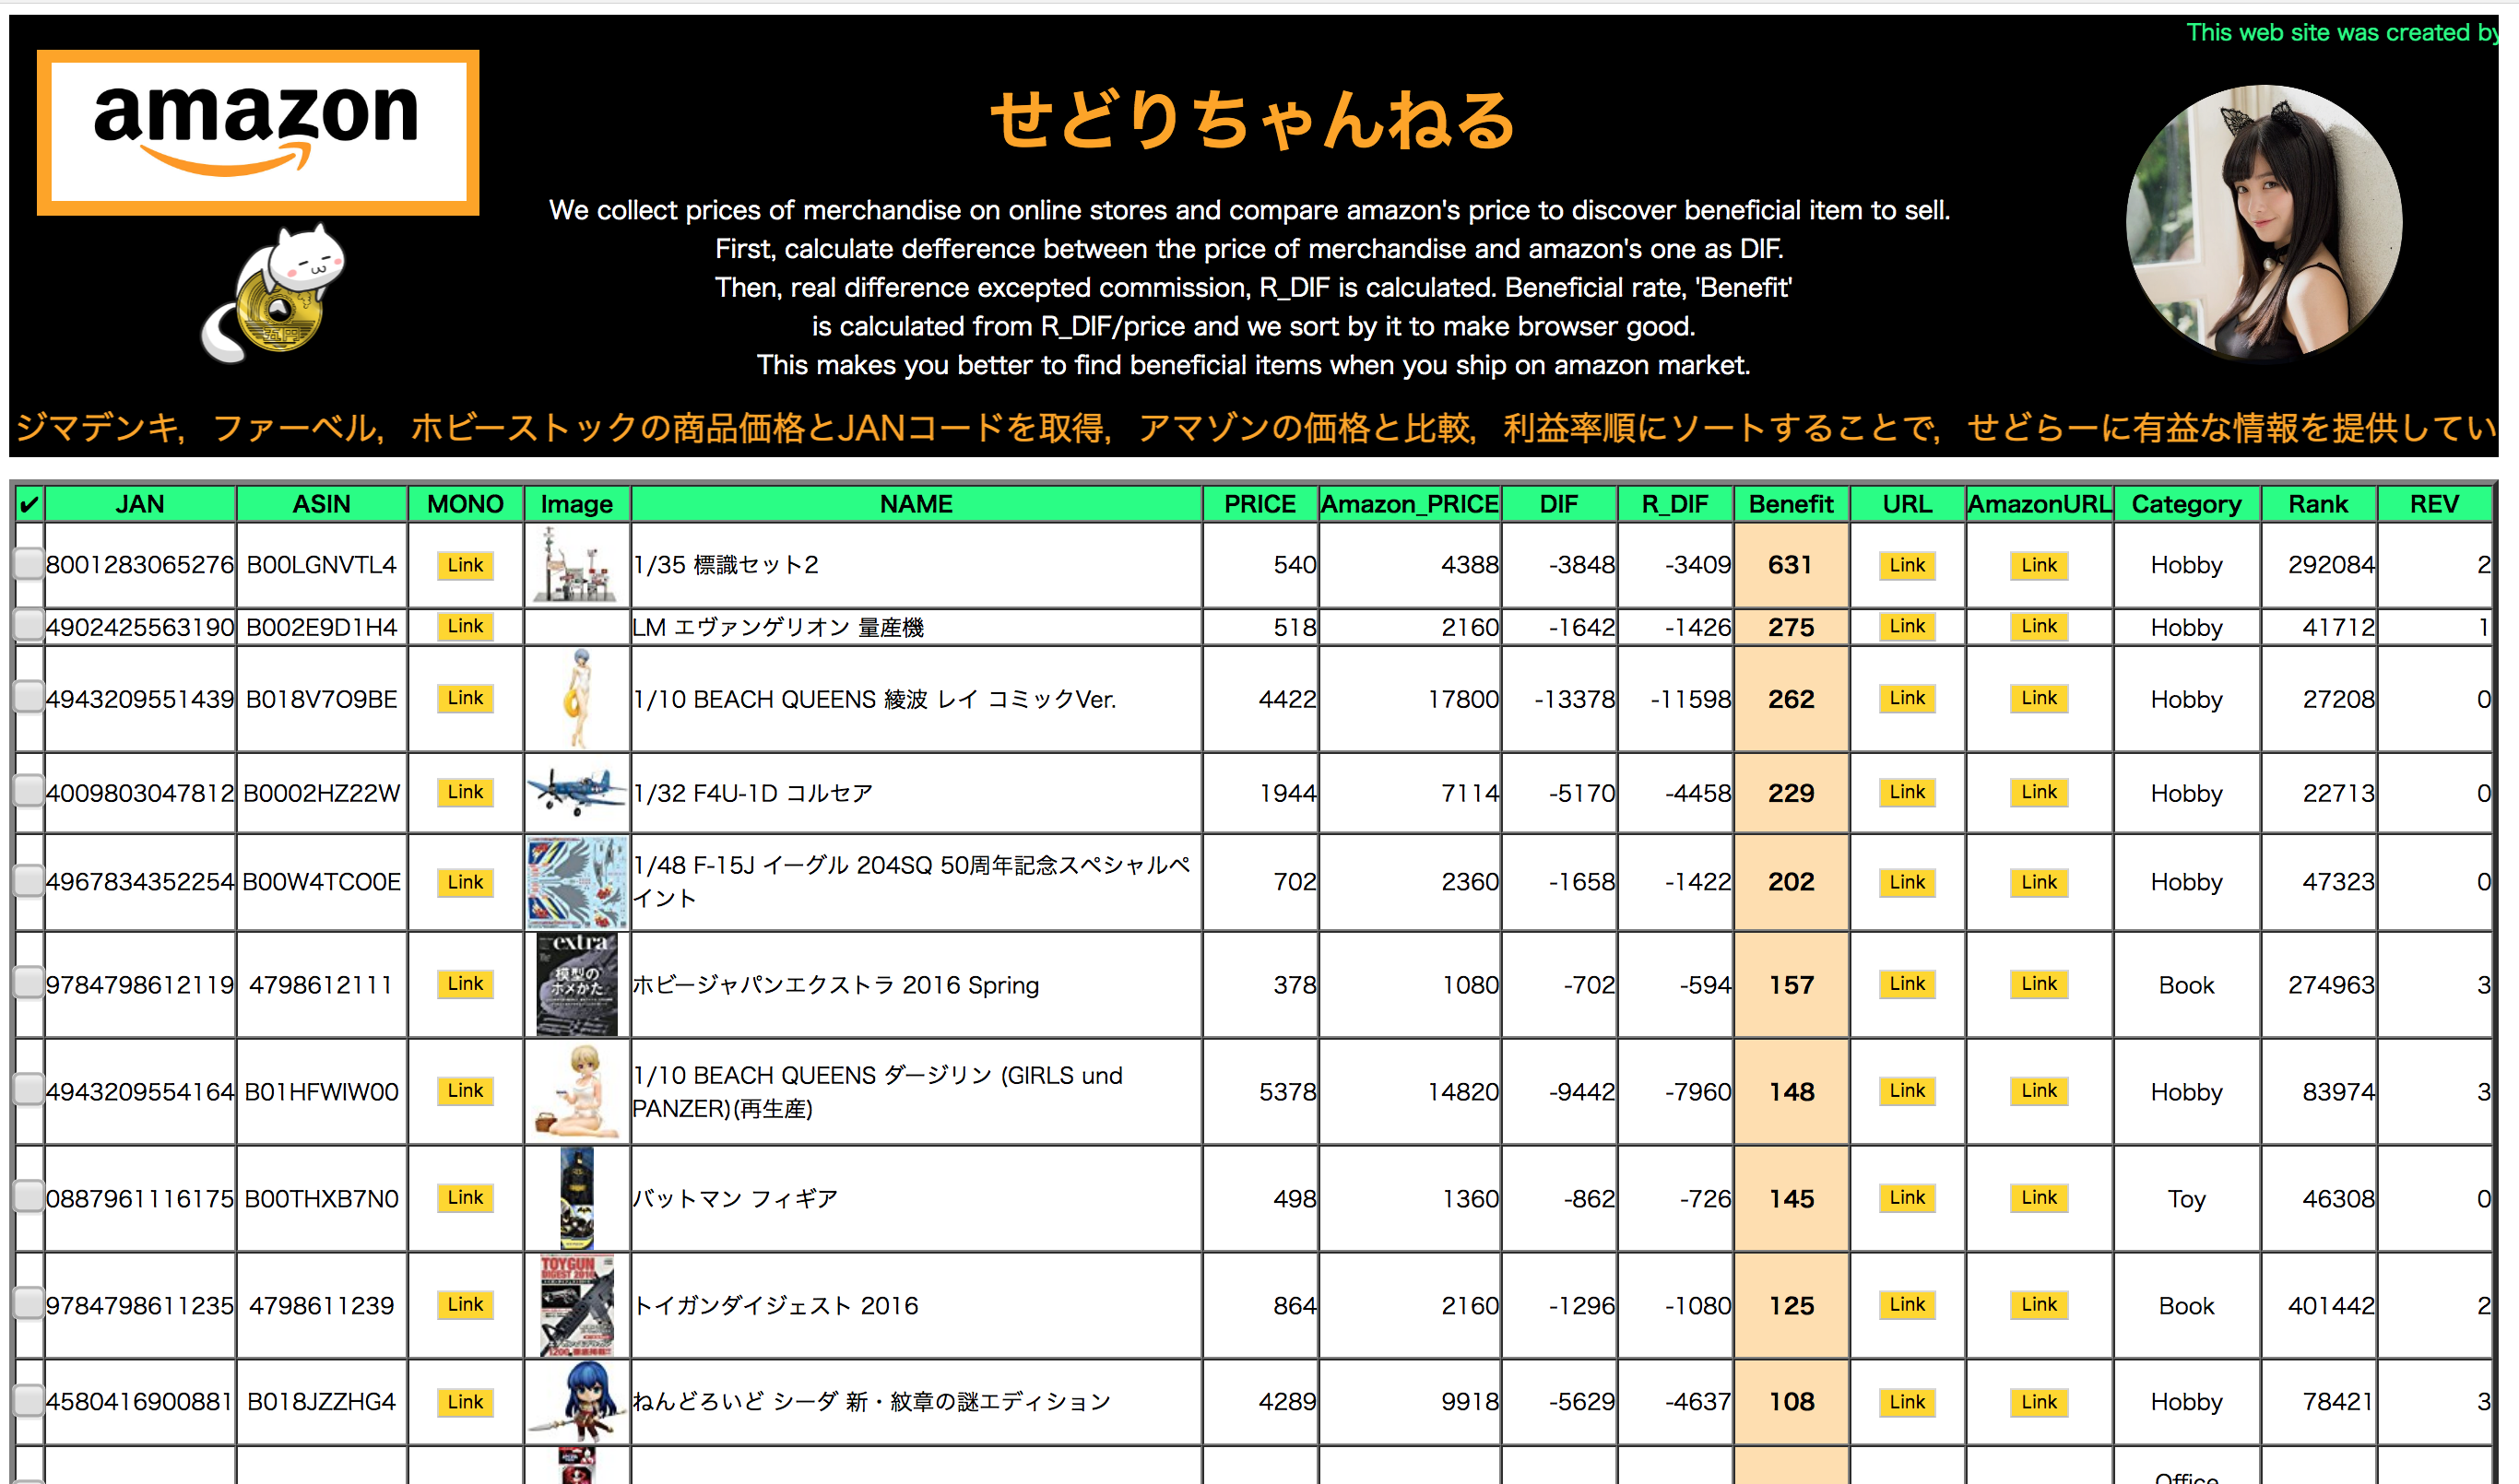 This web site was created by
amazon
せどりちゃんねる
We collect prices of merchandise on online stores and compare amazon's price to discover beneficial item to sell.
First, calculate defference between the price of merchandise and amazon's one as DIF.
Then, real difference excepted commission, R_DIF is calculated. Beneficial rate, 'Benefit'
is calculated from R_DIF/price and we sort by it to make browser good.
This makes you better to find beneficial items when you ship on amazon market.
五円
ジマデンキ，ファーベル，ホビーストックの商品価格とJANコードを取得，アマゾンの価格と比較，利益率順にソートすることで，せどらーに有益な情報を提供してい
✔ JAN ASIN MONO Image NAME PRICE Amazon_PRICE DIF R_DIF Benefit URL AmazonURL Category Rank REV
8001283065276 B00LGNVTL4 Link 1/35 標識セット2 540 4388 -3848 -3409 631 Link Link Hobby 292084 2
4902425563190 B002E9D1H4 Link LM エヴァンゲリオン 量産機 518 2160 -1642 -1426 275 Link Link Hobby 41712 1
4943209551439 B018V7O9BE Link 1/10 BEACH QUEENS 綾波 レイ コミックVer. 4422 17800 -13378 -11598 262 Link Link Hobby 27208 0
4009803047812 B0002HZ22W Link 1/32 F4U-1D コルセア 1944 7114 -5170 -4458 229 Link Link Hobby 22713 0
4967834352254 B00W4TCO0E Link 1/48 F-15J イーグル 204SQ 50周年記念スペシャルペ
イント 702 2360 -1658 -1422 202 Link Link Hobby 47323 0
extra
模型の
ホメかた
9784798612119 4798612111 Link ホビージャパンエクストラ 2016 Spring 378 1080 -702 -594 157 Link Link Book 274963 3
4943209554164 B01HFWIW00 Link 1/10 BEACH QUEENS ダージリン (GIRLS und
PANZER)(再生産) 5378 14820 -9442 -7960 148 Link Link Hobby 83974 3
0887961116175 B00THXB7N0 Link バットマン フィギア 498 1360 -862 -726 145 Link Link Toy 46308 0
TOYGUN
DIGEST 2016
9784798611235 4798611239 Link トイガンダイジェスト 2016 864 2160 -1296 -1080 125 Link Link Book 401442 2
4580416900881 B018JZZHG4 Link ねんどろいど シーダ 新・紋章の謎エディション 4289 9918 -5629 -4637 108 Link Link Hobby 78421 3
Office